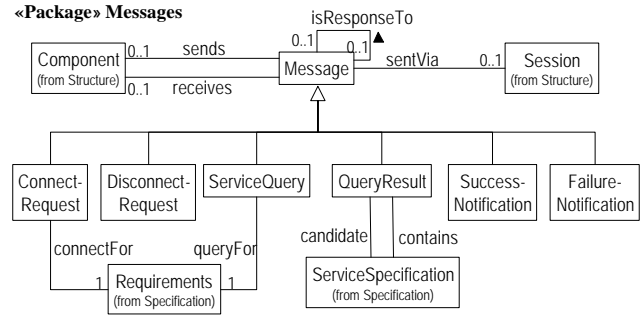 «Package» Messages
isResponseTo
0..1
0..1
Component
(from Structure)
0..1
sends
0..1
receives
Message
sentVia
0..1
Session
(from Structure)
Connect-
Request
Disconnect-
Request
ServiceQuery
QueryResult
Success-
Notification
Failure-
Notification
connectFor
queryFor
candidate
contains
1
Requirements
(from Specification)
1
ServiceSpecification
(from Specification)